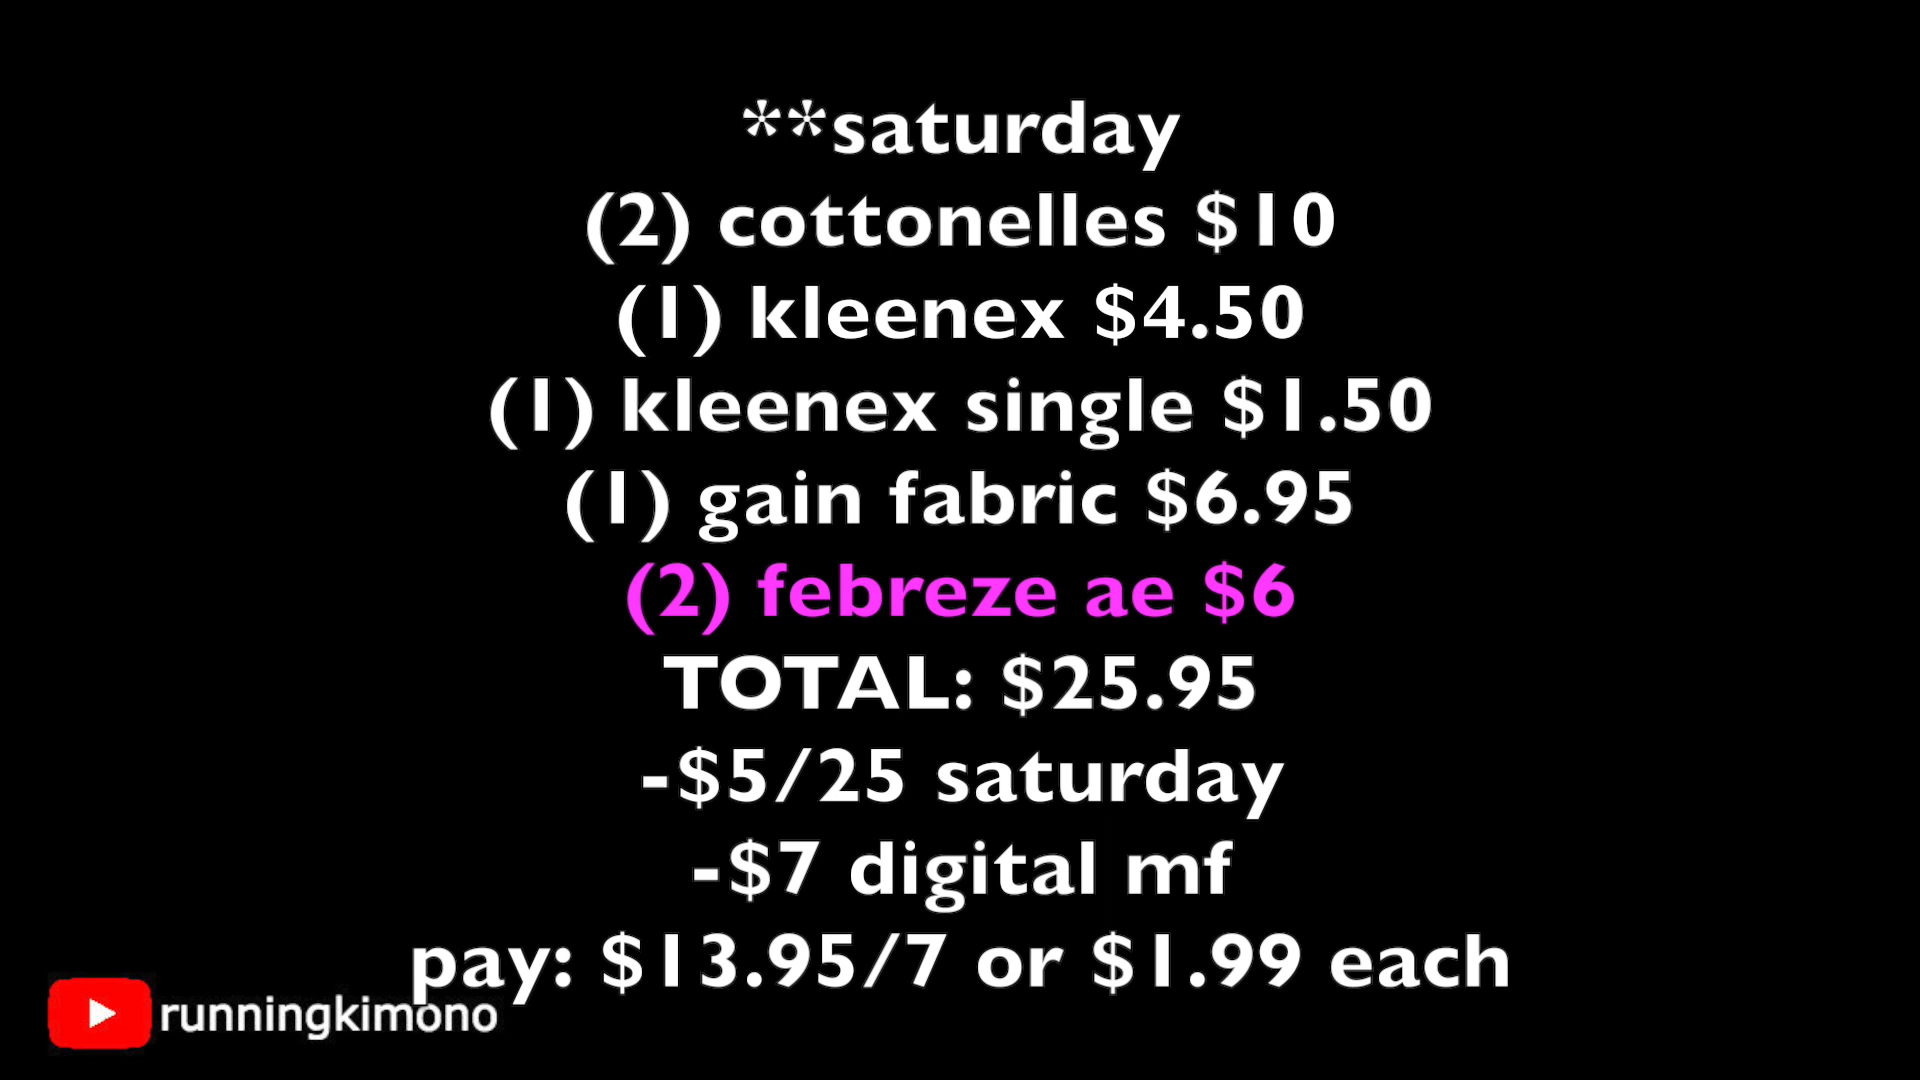 **saturday
(2) cottonelles $10
(1) kleenex $4.50
(1) kleenex single $1.50
(1) gain fabric $6.95
(2) febreze ae $6
TOTAL: $25.95
-$5/25 saturday
-$7 digital mf
pay: $13.95/7 or $1.99 each
runningkimono